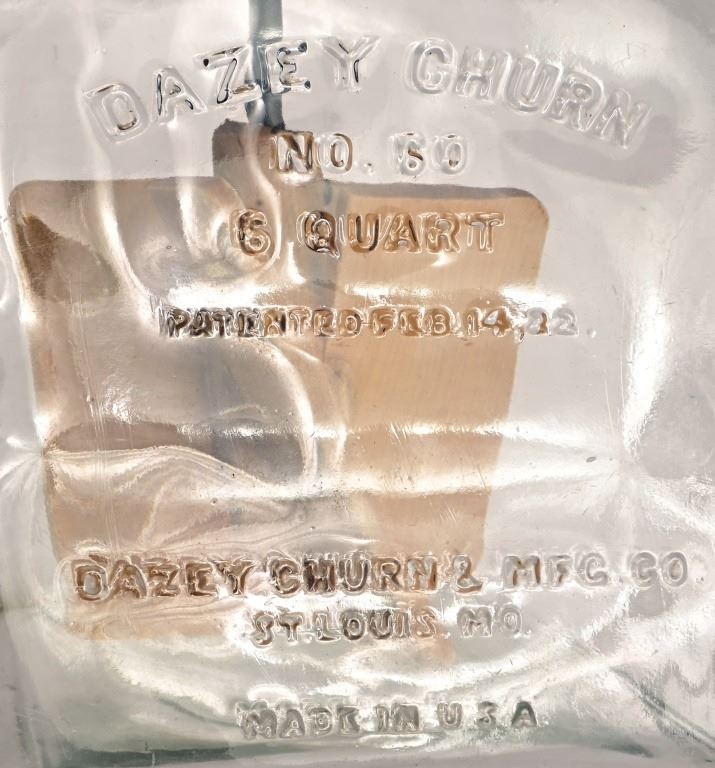 DAZEY CHURN
NO. 60
6 QUART
PATENTED FEB. 14, 22.
DAZEY CHURN & MFG. CO.
ST. LOUIS. MO.
MADE IN U.S.A.